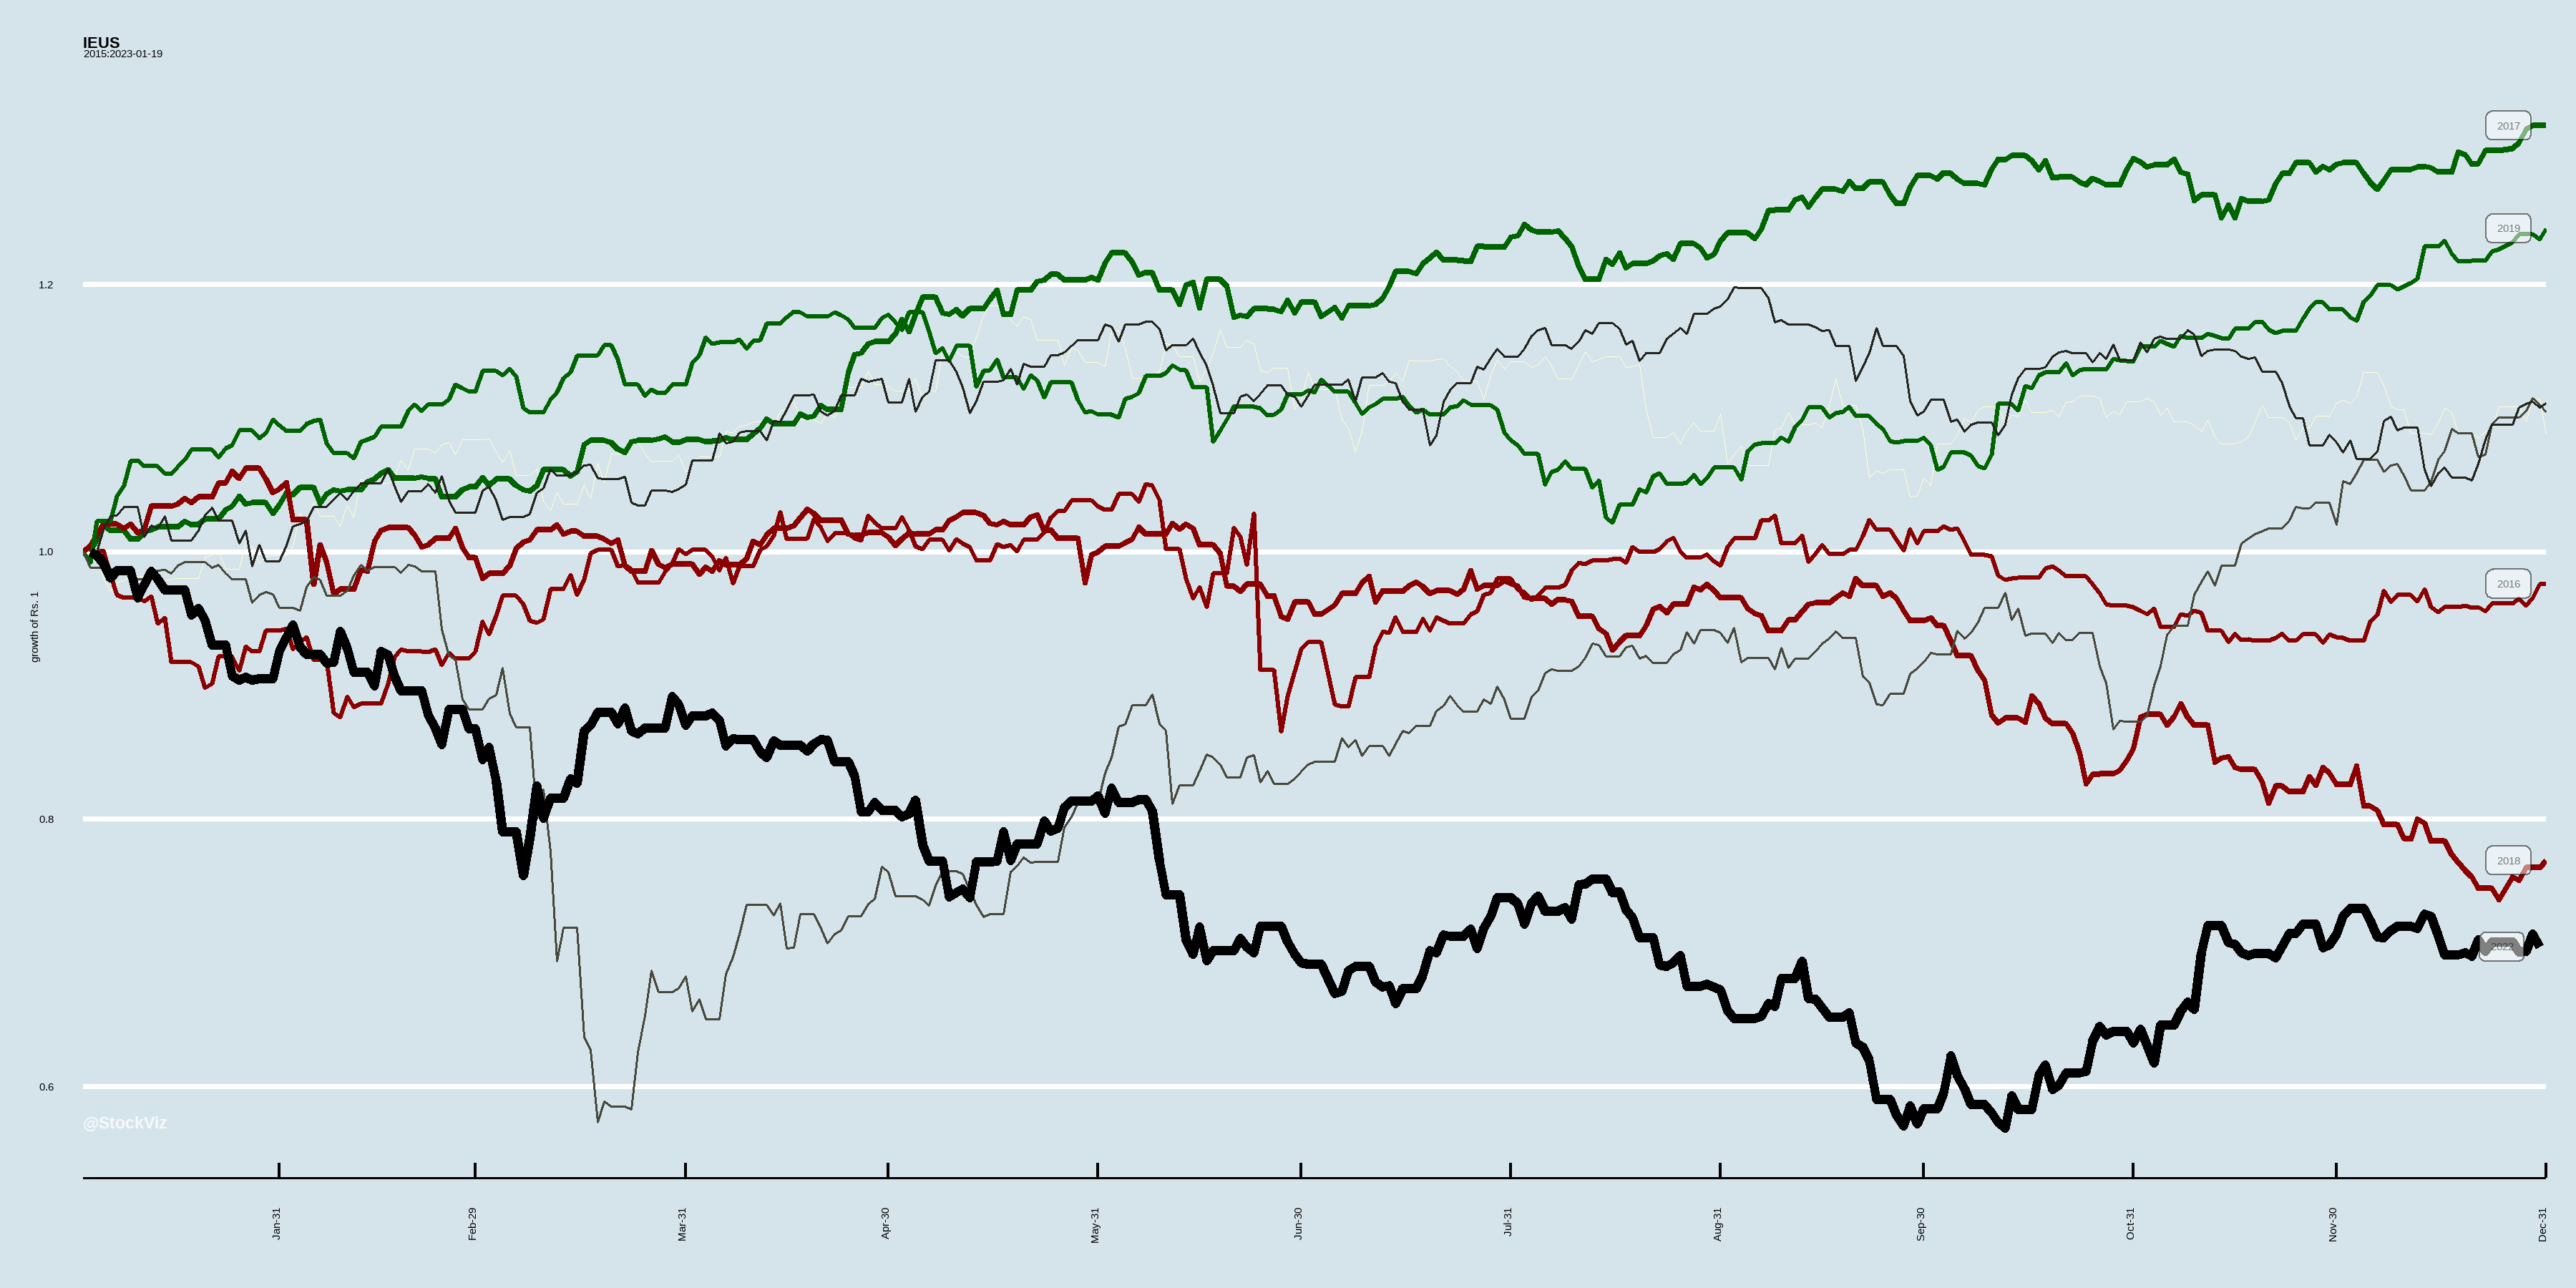 IEUS
2015:2023-01-19
2017
2019
1.2
1.0
2016
growth of Rs. 1
0.8
2018
2022
0.6
@StockViz
Jan-31
Feb-29
Mar-31
Apr-30
May-31
Jun-30
Jul-31
Aug-31
Sep-30
Oct-31
Nov-30
Dec-31